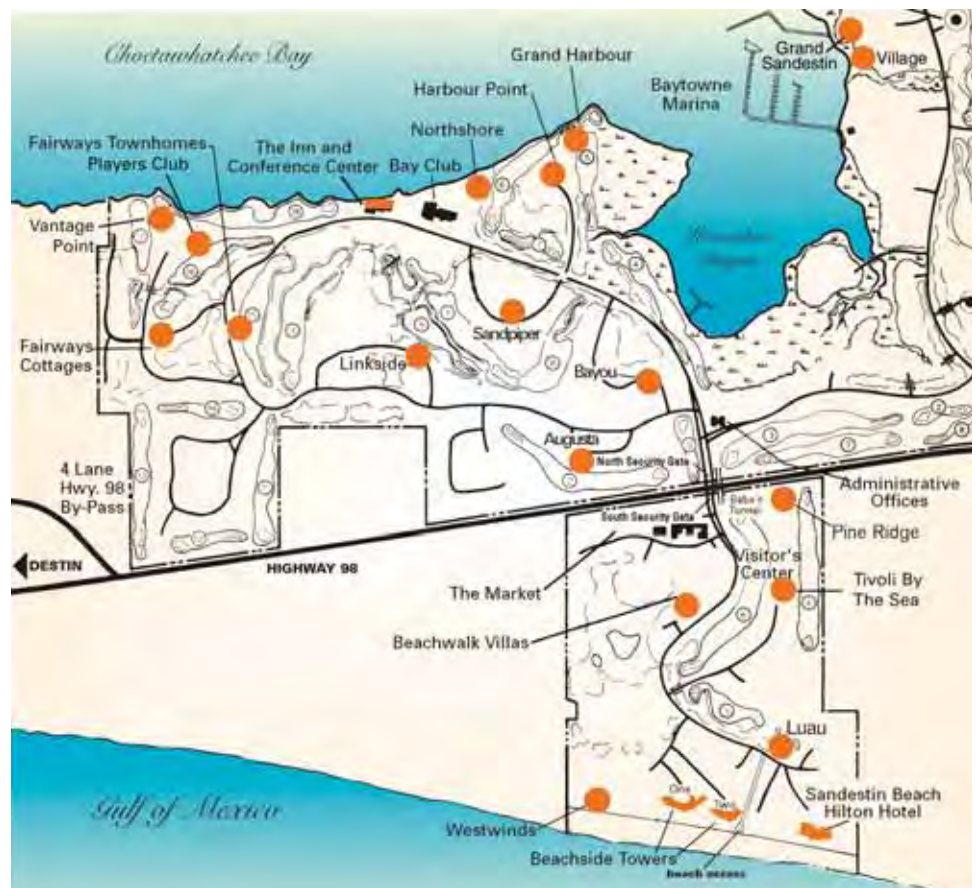 Choctawhatchee Bay
Grand Harbour
Harbour Point
Northshore
Bay Club
The Inn and
Conference Center
Fairways Townhomes
Players Club
Vantage
Point
Fairways
Cottages
Grand
Sandestin
Village
Baytowne
Marina
Sandpiper
Linkside
Bayou
Augusta
North Security Gate
4 Lane
Hwy. 98
By-Pass
DESTIN
HIGHWAY 98
Administrative
Offices
South Security Gate
Tunnel
Pine Ridge
Visitor's
Center
The Market
Tivoli By
The Sea
Beachwalk Villas
Luau
One
Two
Sandestin Beach
Hilton Hotel
Westwinds
Beachside Towers
beach access
Gulf of Mexico